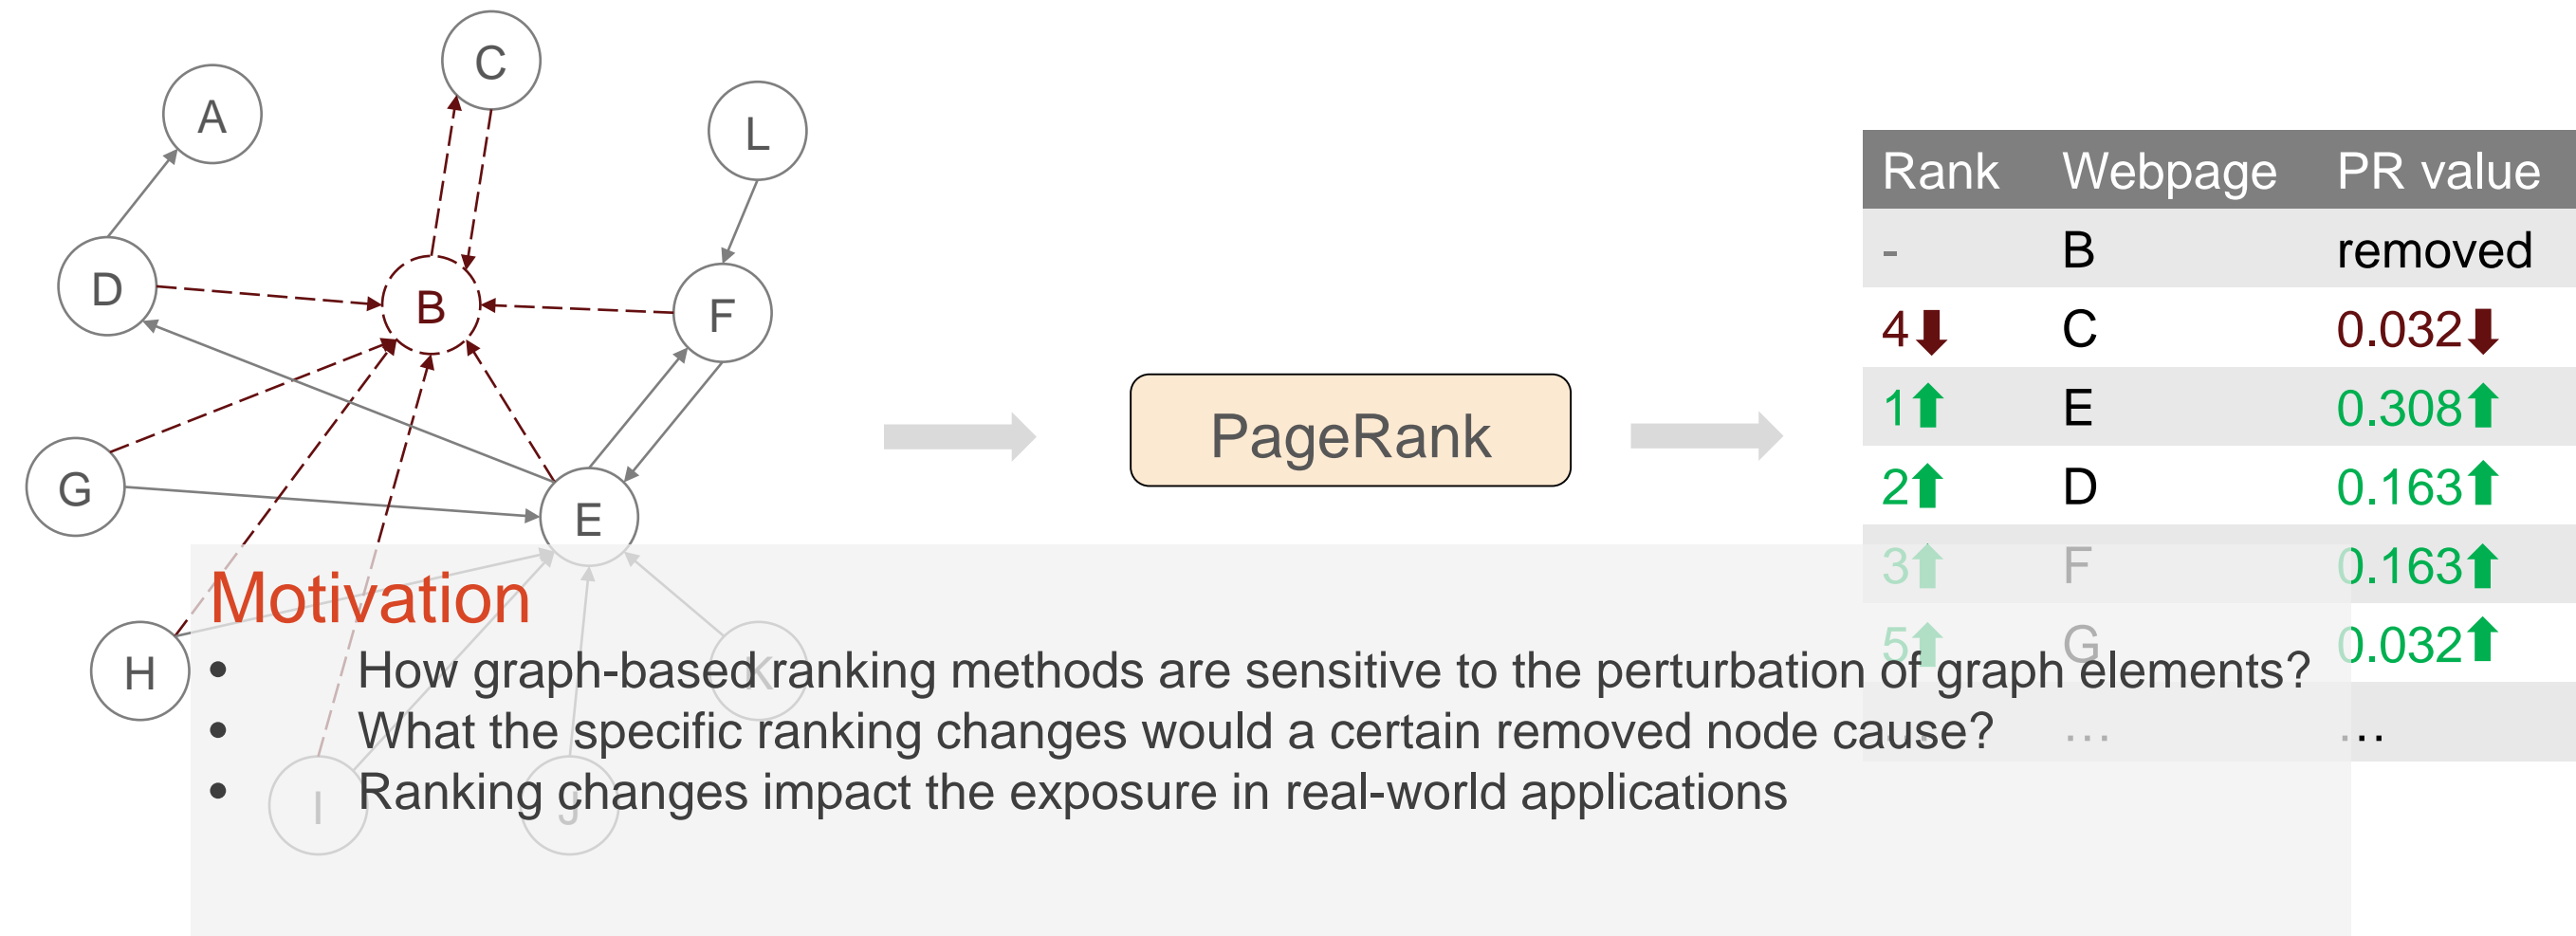 C
A
L
D
B
F
G
E
H
K
I
J
PageRank
Rank Webpage PR value
- B removed
4 C 0.032
1 E 0.308
2 D 0.163
3 F 0.163
5 G 0.032
... ... ...
Motivation
• How graph-based ranking methods are sensitive to the perturbation of graph elements?
• What the specific ranking changes would a certain removed node cause?
• Ranking changes impact the exposure in real-world applications